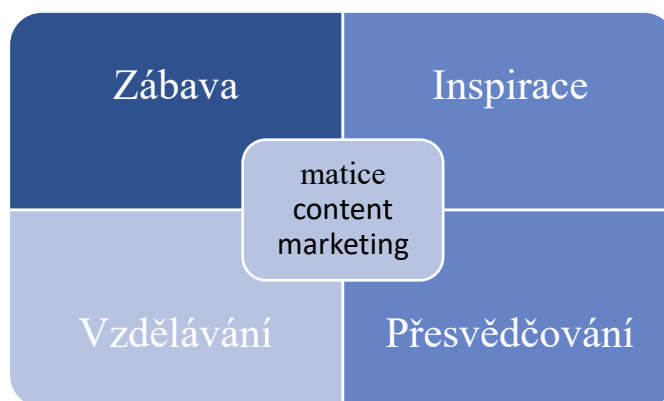 Zábava
Inspirace
matice
content
marketing
Vzdělávání
Přesvědčování